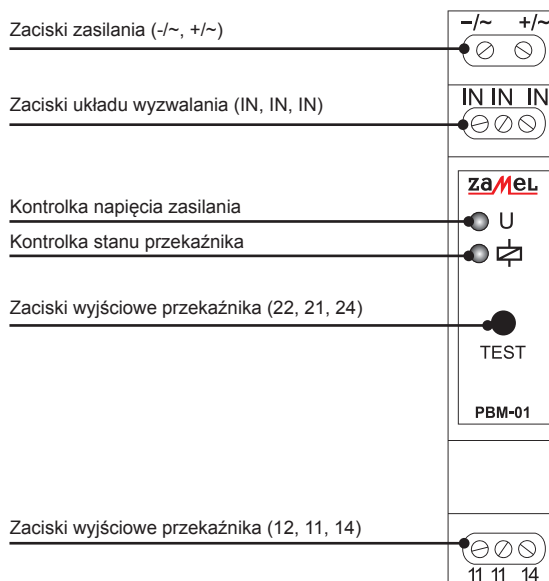 Zaciski zasilania (-/~, +/~)
-/~ +/~
Zaciski układu wyzwalania (IN, IN, IN)
IN IN IN
zaMeL
Kontrolka napięcia zasilania
U
Kontrolka stanu przekaźnika
Zaciski wyjściowe przekaźnika (22, 21, 24)
TEST
PBM-01
Zaciski wyjściowe przekaźnika (12, 11, 14)
11 11 14